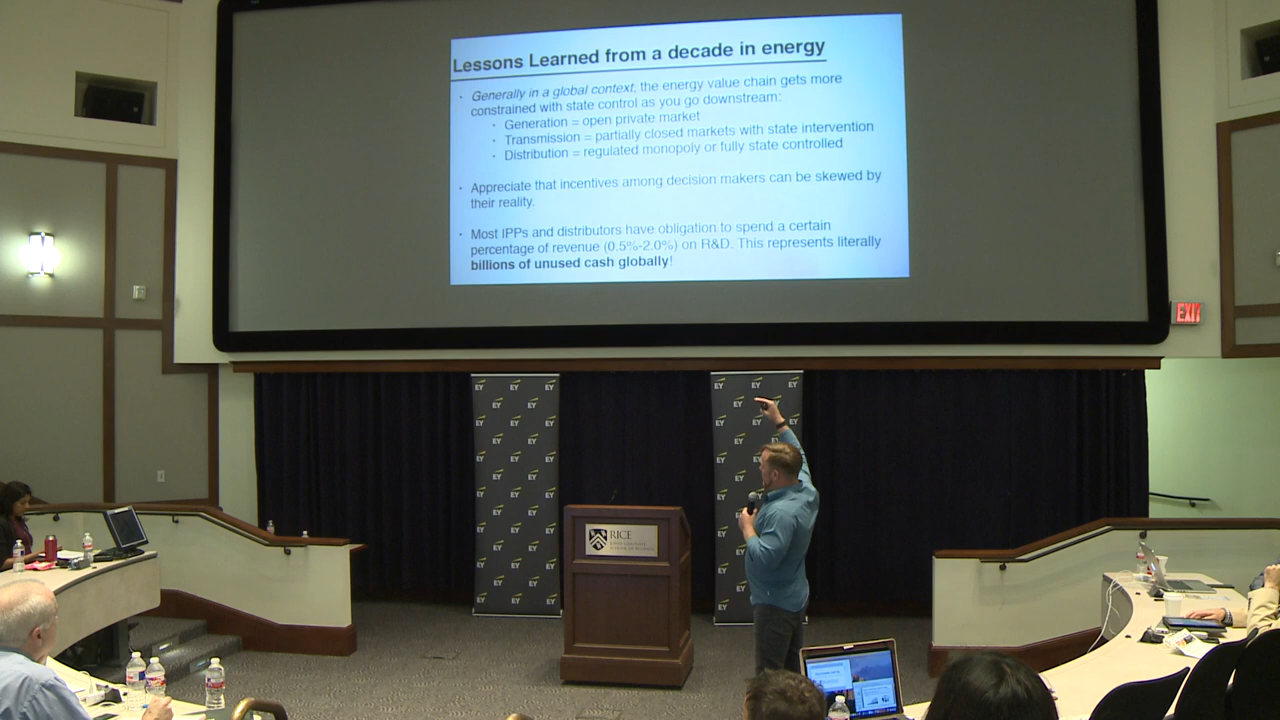 Lessons Learned from a decade in energy
· Generally in a global context, the energy value chain gets more
constrained with state control as you go downstream:
· Generation = open private market
· Transmission = partially closed markets with state intervention
· Distribution = regulated monopoly or fully state controlled
· Appreciate that incentives among decision makers can be skewed by
their reality.
· Most IPPs and distributors have obligation to spend a certain
percentage of revenue (0.5%-2.0%) on R&D. This represents literally
billions of unused cash globally!
EXIT
EY
EY
RICE